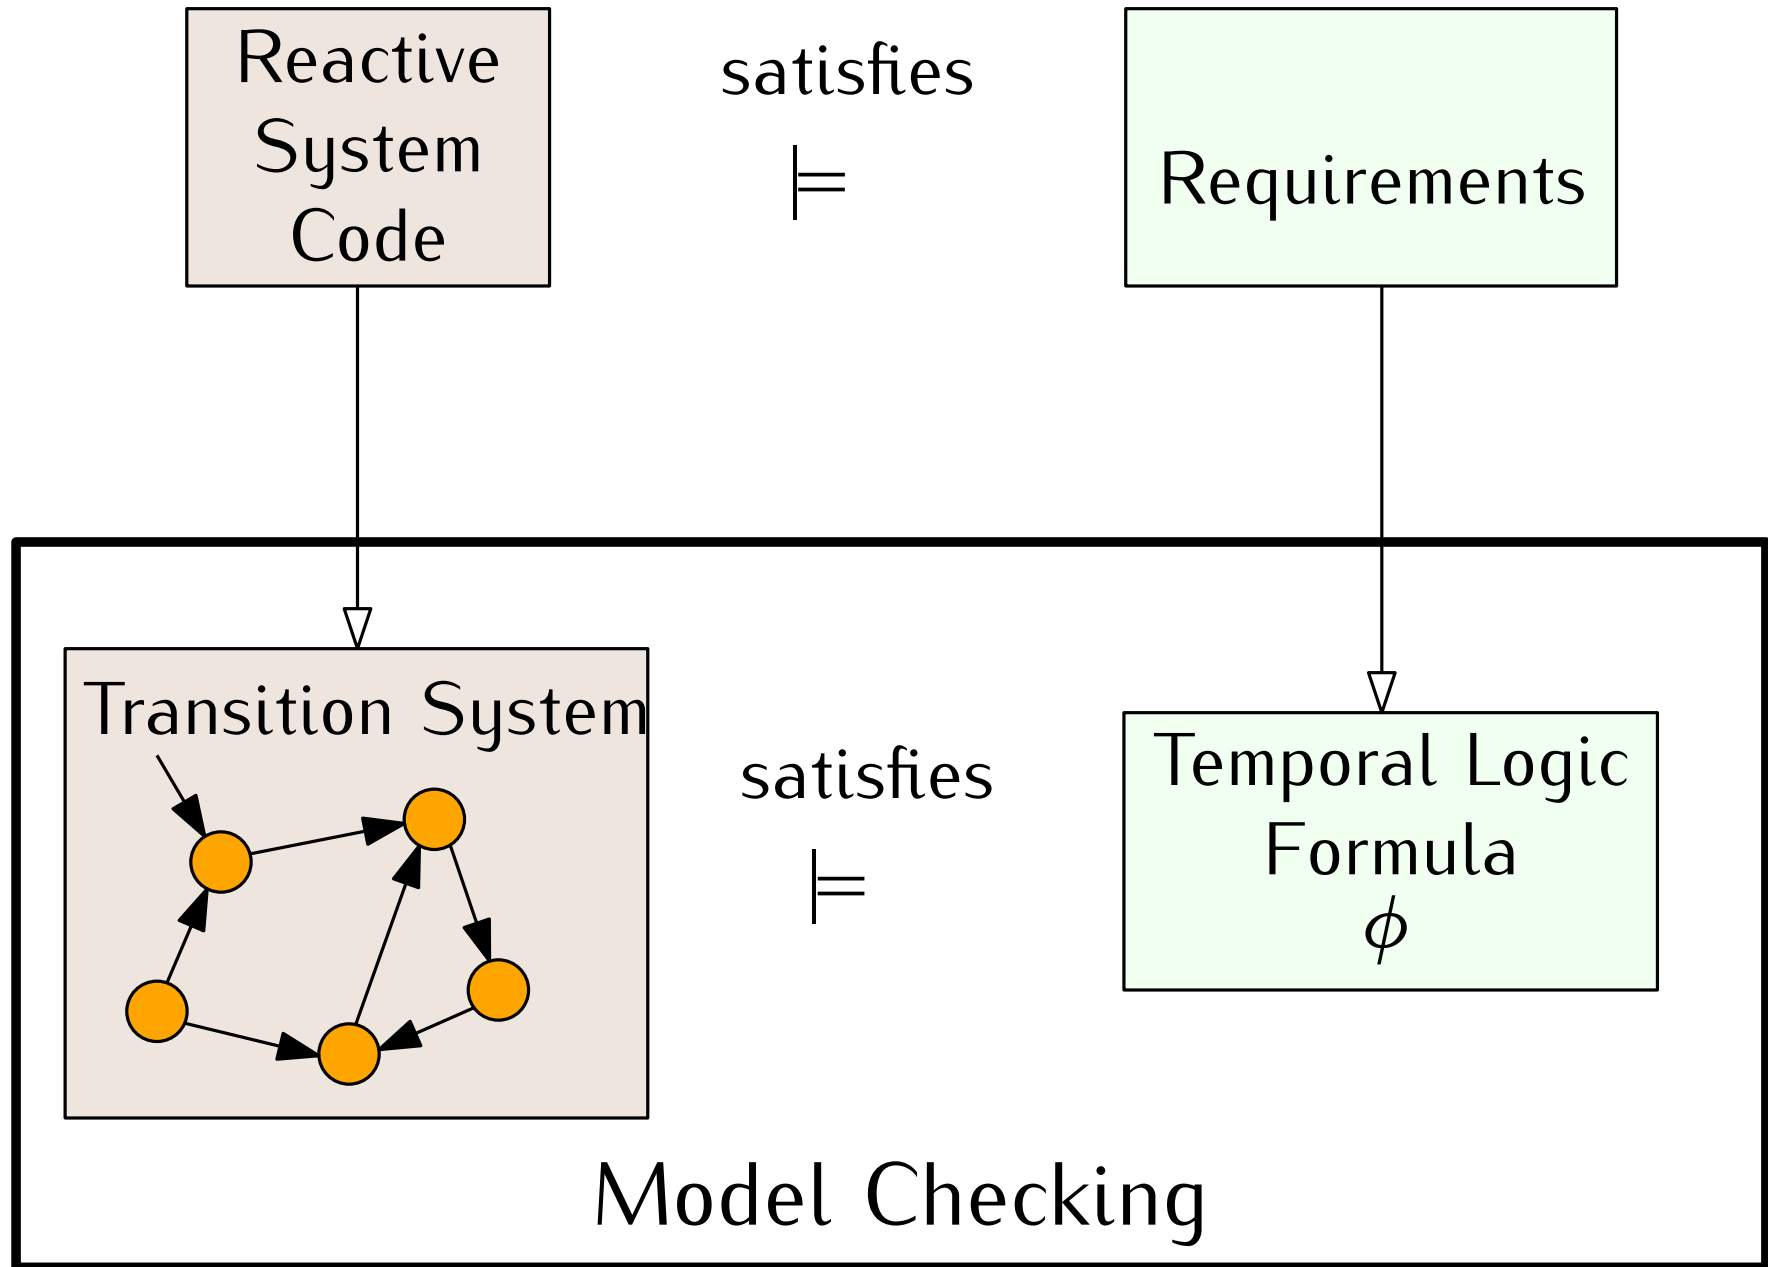 Reactive
System
Code
satisfies
⊨
Requirements
Transition System
satisfies
⊨
Temporal Logic
Formula
ϕ
Model Checking